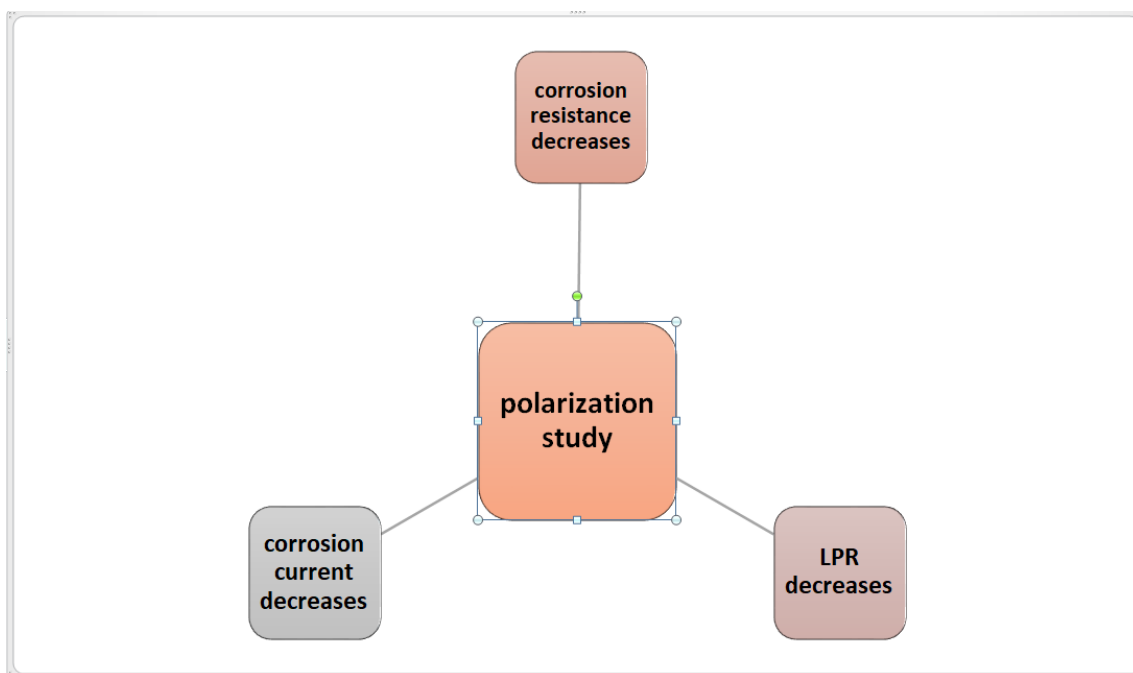 corrosion
resistance
decreases
polarization
study
corrosion
current
decreases
LPR
decreases